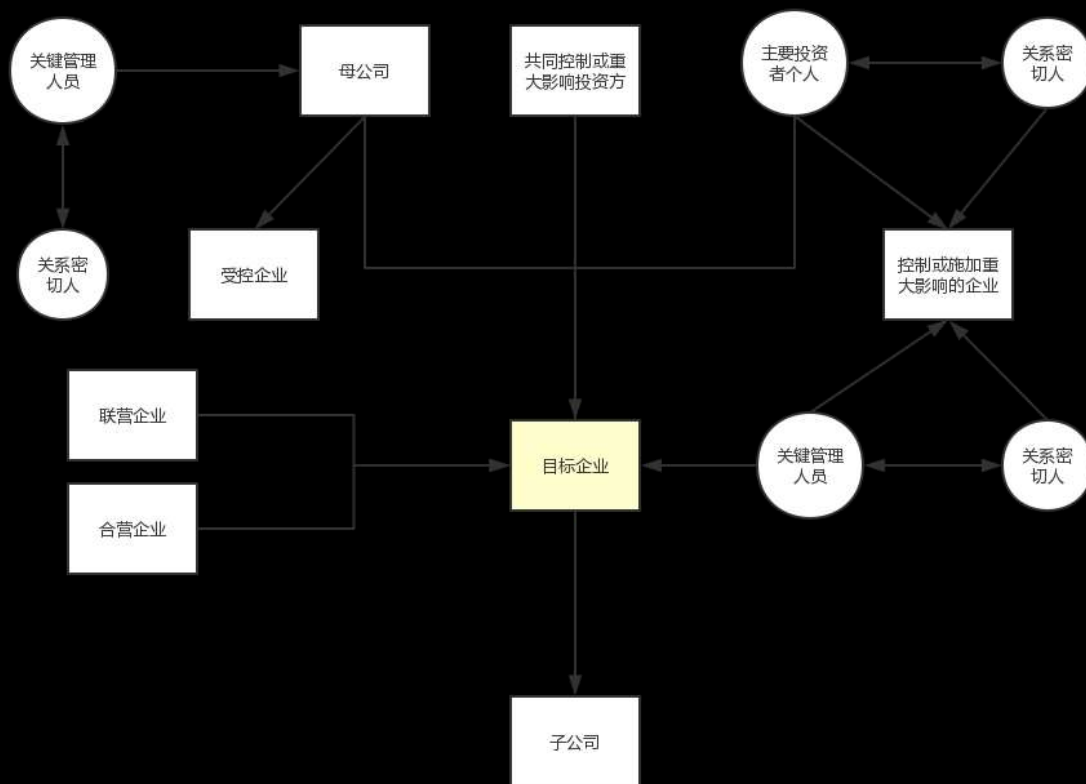 关键管理
人员
母公司
共同控制或重
大影响投资方
主要投资
者个人
关系密
切人
关系密
切人
受控企业
控制或施加重
大影响的企业
联营企业
目标企业
关键管理
人员
关系密
切人
合营企业
子公司